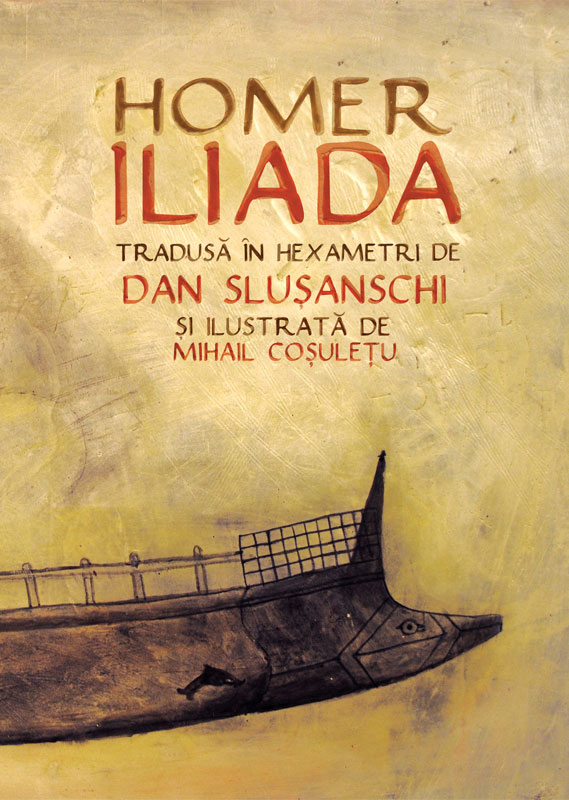 HOMER
ILIADA
TRADUSĂ ÎN HEXAMETRI DE
DAN SLUȘANSCHI
ȘI ILUSTRATĂ DE
MIHAIL COȘULEȚU